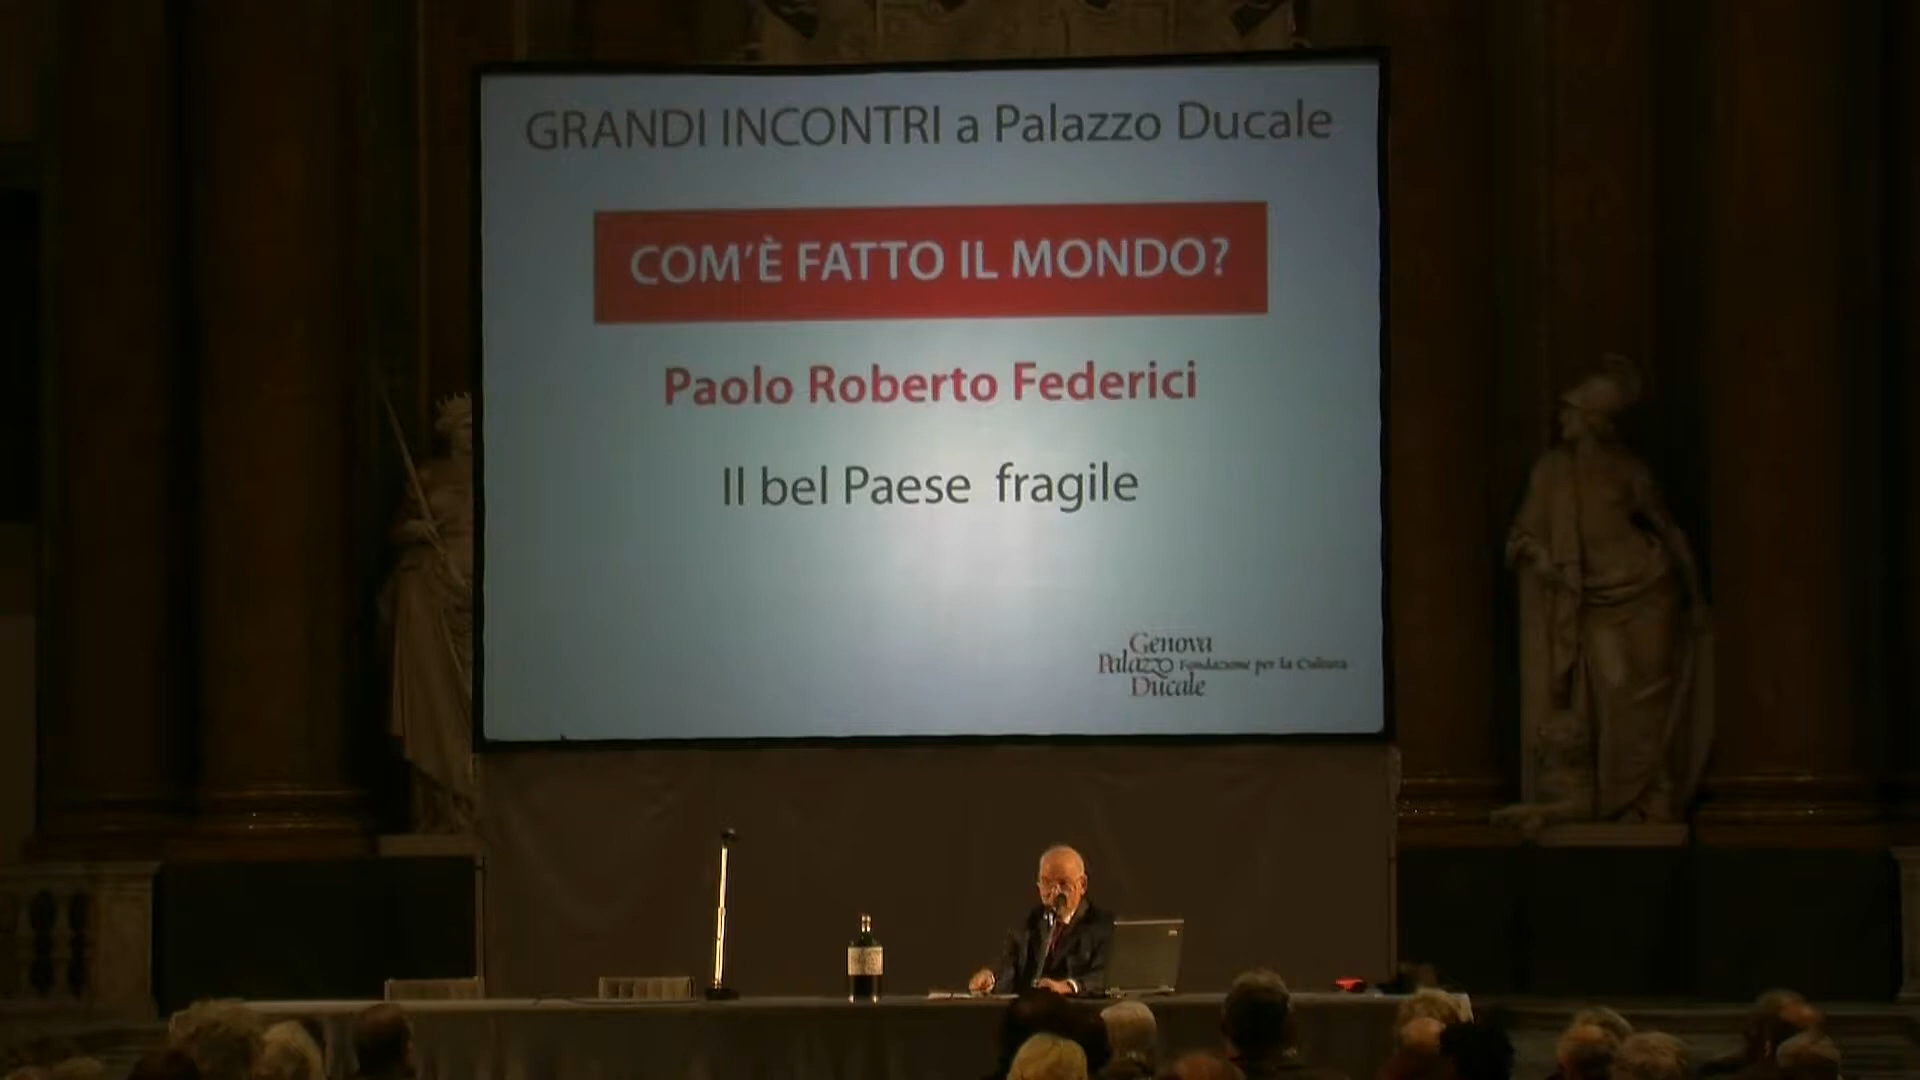 GRANDI INCONTRI a Palazzo Ducale
COM'È FATTO IL MONDO?
Paolo Roberto Federici
Il bel Paese fragile
Genova
Palazzo Fondazione per la Cultura
Ducale